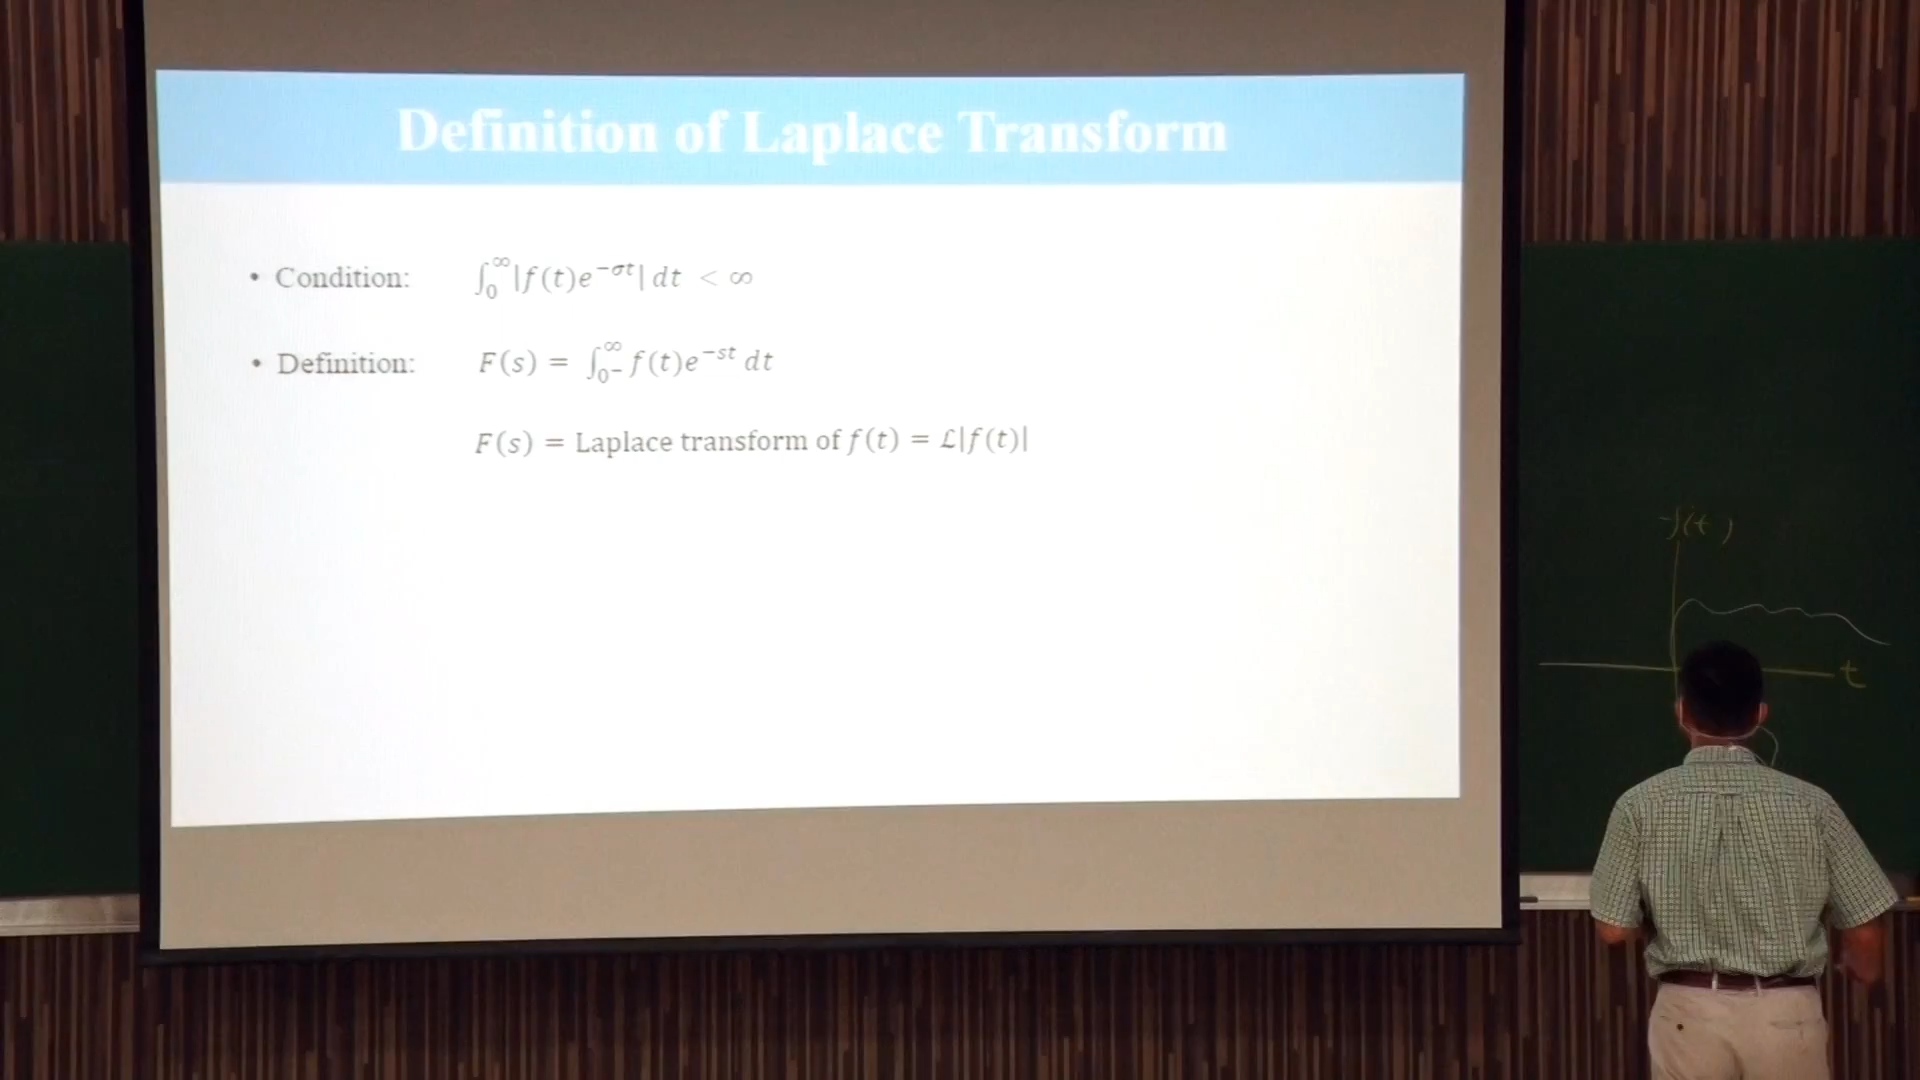 Definition of Laplace Transform
• Condition: ∫₀^∞ |f(t)e^{−σt}| dt < ∞
• Definition: F(s) = ∫_{0⁻}^∞ f(t)e^{−st} dt
F(s) = Laplace transform of f(t) = ℒ|f(t)|
f(t)
t